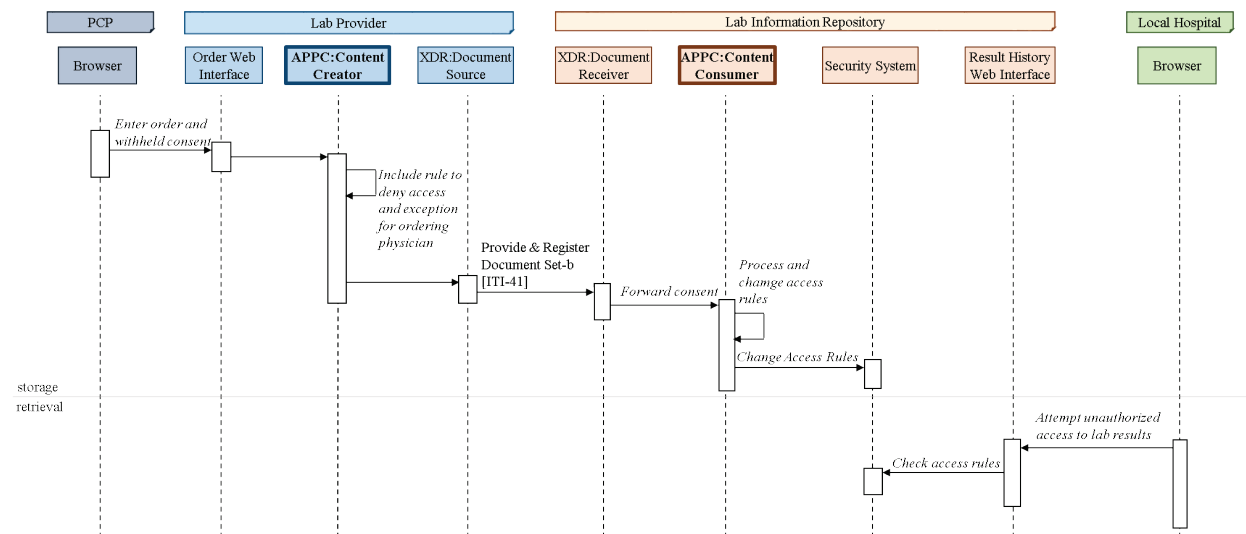 PCP
Lab Provider
Lab Information Repository
Local Hospital
Browser
Order Web
Interface
APPC:Content
Creator
XDR:Document
Source
XDR:Document
Receiver
APPC:Content
Consumer
Security System
Result History
Web Interface
Browser
Enter order and
withheld consent
Include rule to
deny access
and exception
for ordering
physician
Provide & Register
Document Set-b
[ITI-41]
Forward consent
Process and
chamge access
rules
Change Access Rules
storage
retrieval
Attempt unauthorized
access to lab results
Check access rules